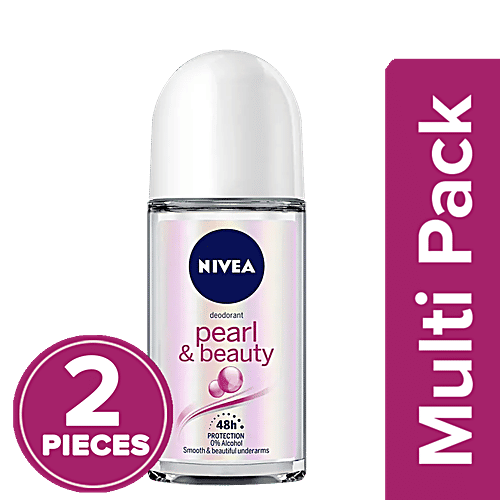 NIVEA
deodorant
pearl
& beauty
48h
PROTECTION
0% Alcohol
Smooth & beautiful underarms
2
PIECES
Multi Pack